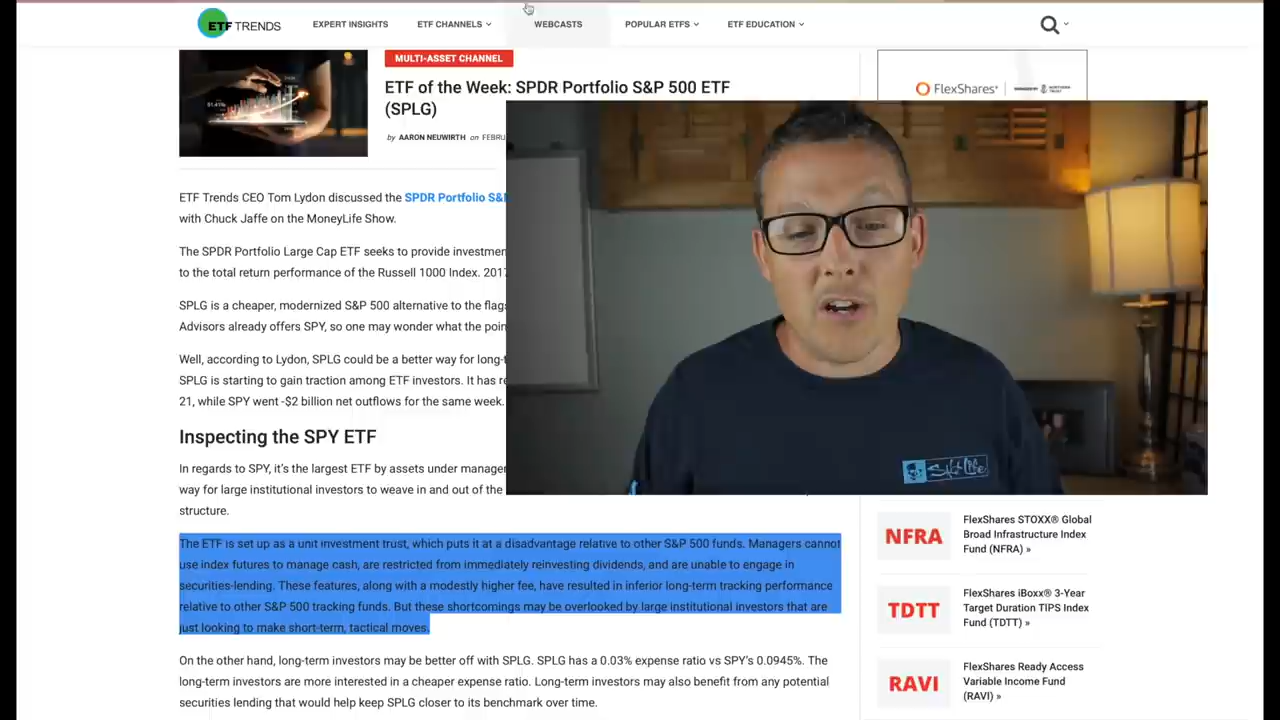 ETF TRENDS
EXPERT INSIGHTS
ETF CHANNELS
WEBCASTS
POPULAR ETFS
ETF EDUCATION
MULTI-ASSET CHANNEL
ETF of the Week: SPDR Portfolio S&P 500 ETF
(SPLG)
by AARON NEUWIRTH on FEBRU
FlexShares
ETF Trends CEO Tom Lydon discussed the SPDR Portfolio S&
with Chuck Jaffe on the MoneyLife Show.
The SPDR Portfolio Large Cap ETF seeks to provide investmen
to the total return performance of the Russell 1000 Index. 2017
SPLG is a cheaper, modernized S&P 500 alternative to the flags
Advisors already offers SPY, so one may wonder what the poin
Well, according to Lydon, SPLG could be a better way for long-
SPLG is starting to gain traction among ETF investors. It has re
21, while SPY went -$2 billion net outflows for the same week.
Inspecting the SPY ETF
In regards to SPY, it's the largest ETF by assets under manager
way for large institutional investors to weave in and out of the
structure.
The ETF is set up as a unit investment trust, which puts it at a disadvantage relative to other S&P 500 funds. Managers cannot
use index futures to manage cash, are restricted from immediately reinvesting dividends, and are unable to engage in
securities-lending. These features, along with a modestly higher fee, have resulted in inferior long-term tracking performance
relative to other S&P 500 tracking funds. But these shortcomings may be overlooked by large institutional investors that are
just looking to make short-term, tactical moves.
On the other hand, long-term investors may be better off with SPLG. SPLG has a 0.03% expense ratio vs SPY's 0.0945%. The
long-term investors are more interested in a cheaper expense ratio. Long-term investors may also benefit from any potential
securities lending that would help keep SPLG closer to its benchmark over time.
Salt Life
NFRA
FlexShares STOXX® Global
Broad Infrastructure Index
Fund (NFRA) »
TDTT
FlexShares iBoxx® 3-Year
Target Duration TIPS Index
Fund (TDTT) »
RAVI
FlexShares Ready Access
Variable Income Fund
(RAVI) »